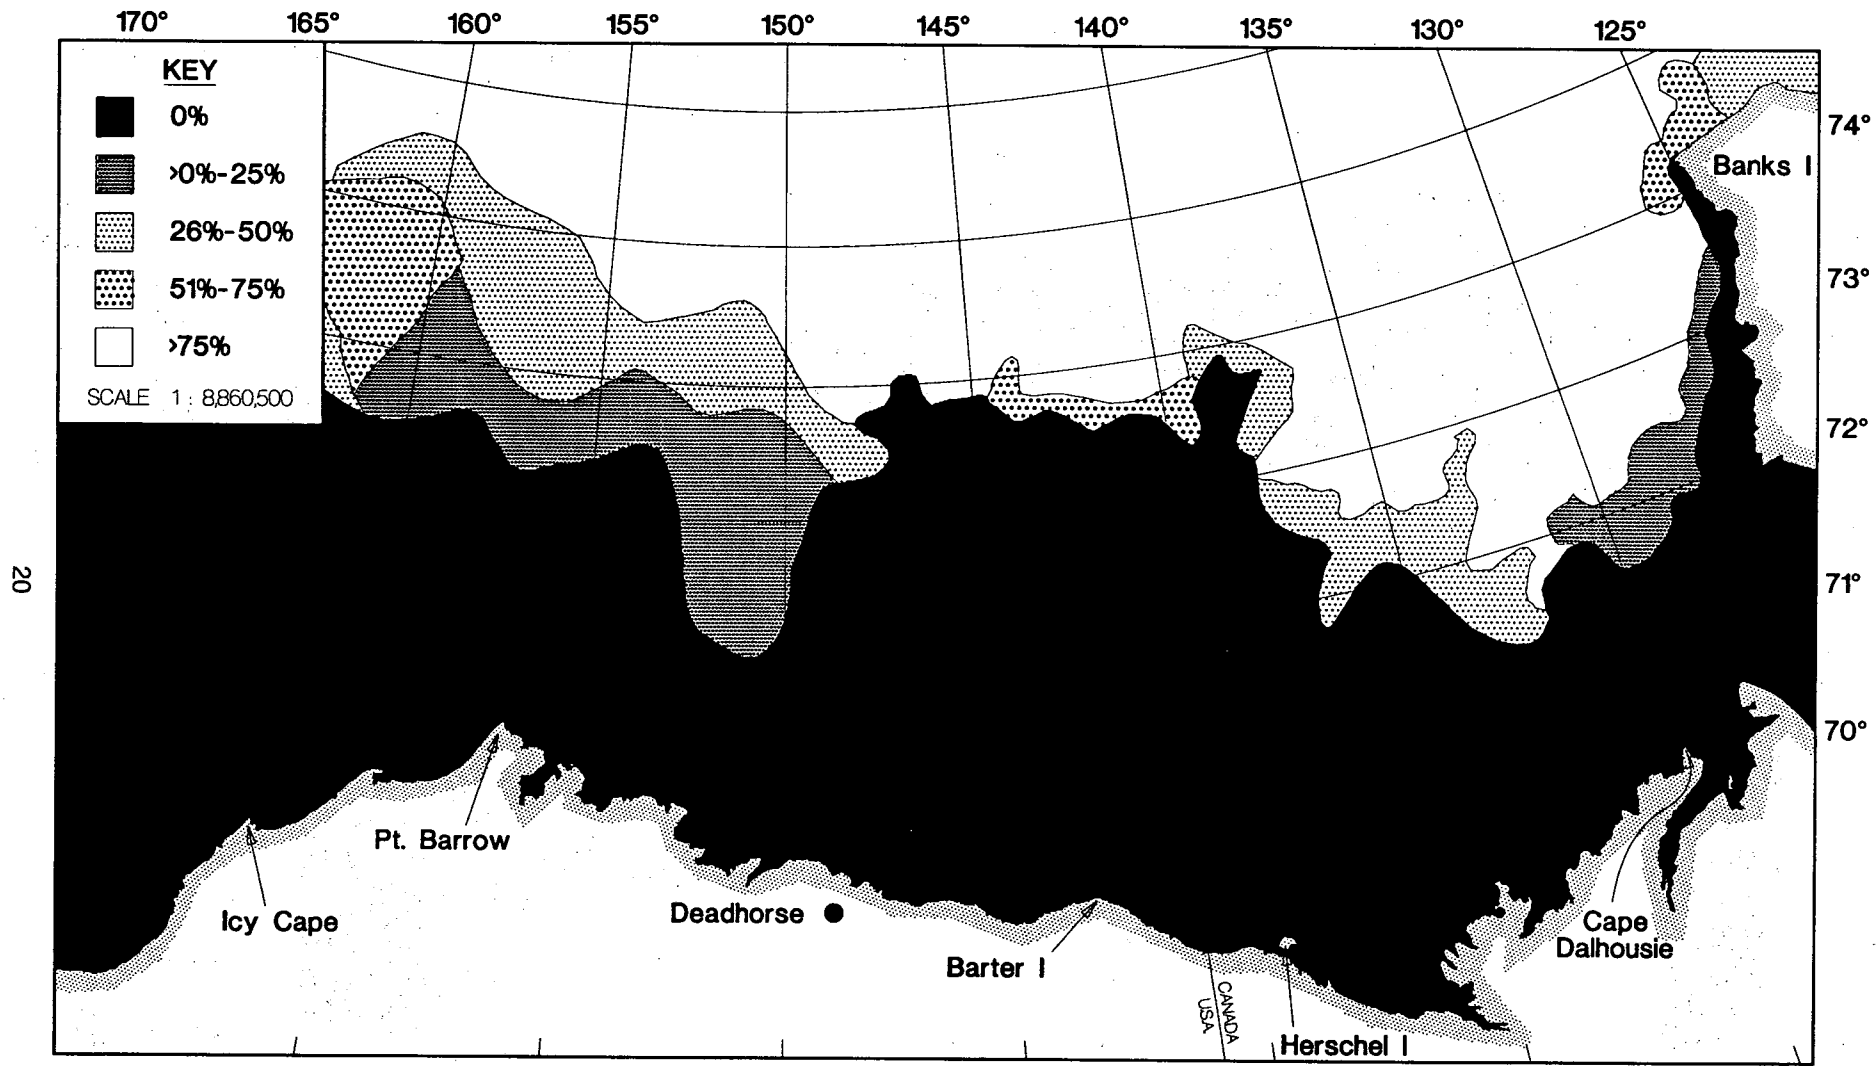 170° 165° 160° 155° 150° 145° 140° 135° 130° 125°
KEY
0%
>0%-25%
26%-50%
51%-75%
>75%
SCALE 1 : 8,860,500
74°
Banks I
73°
72°
71°
70°
20
Pt. Barrow
Icy Cape
Deadhorse
Barter I
CANADA
USA
Herschel I
Cape
Dalhousie